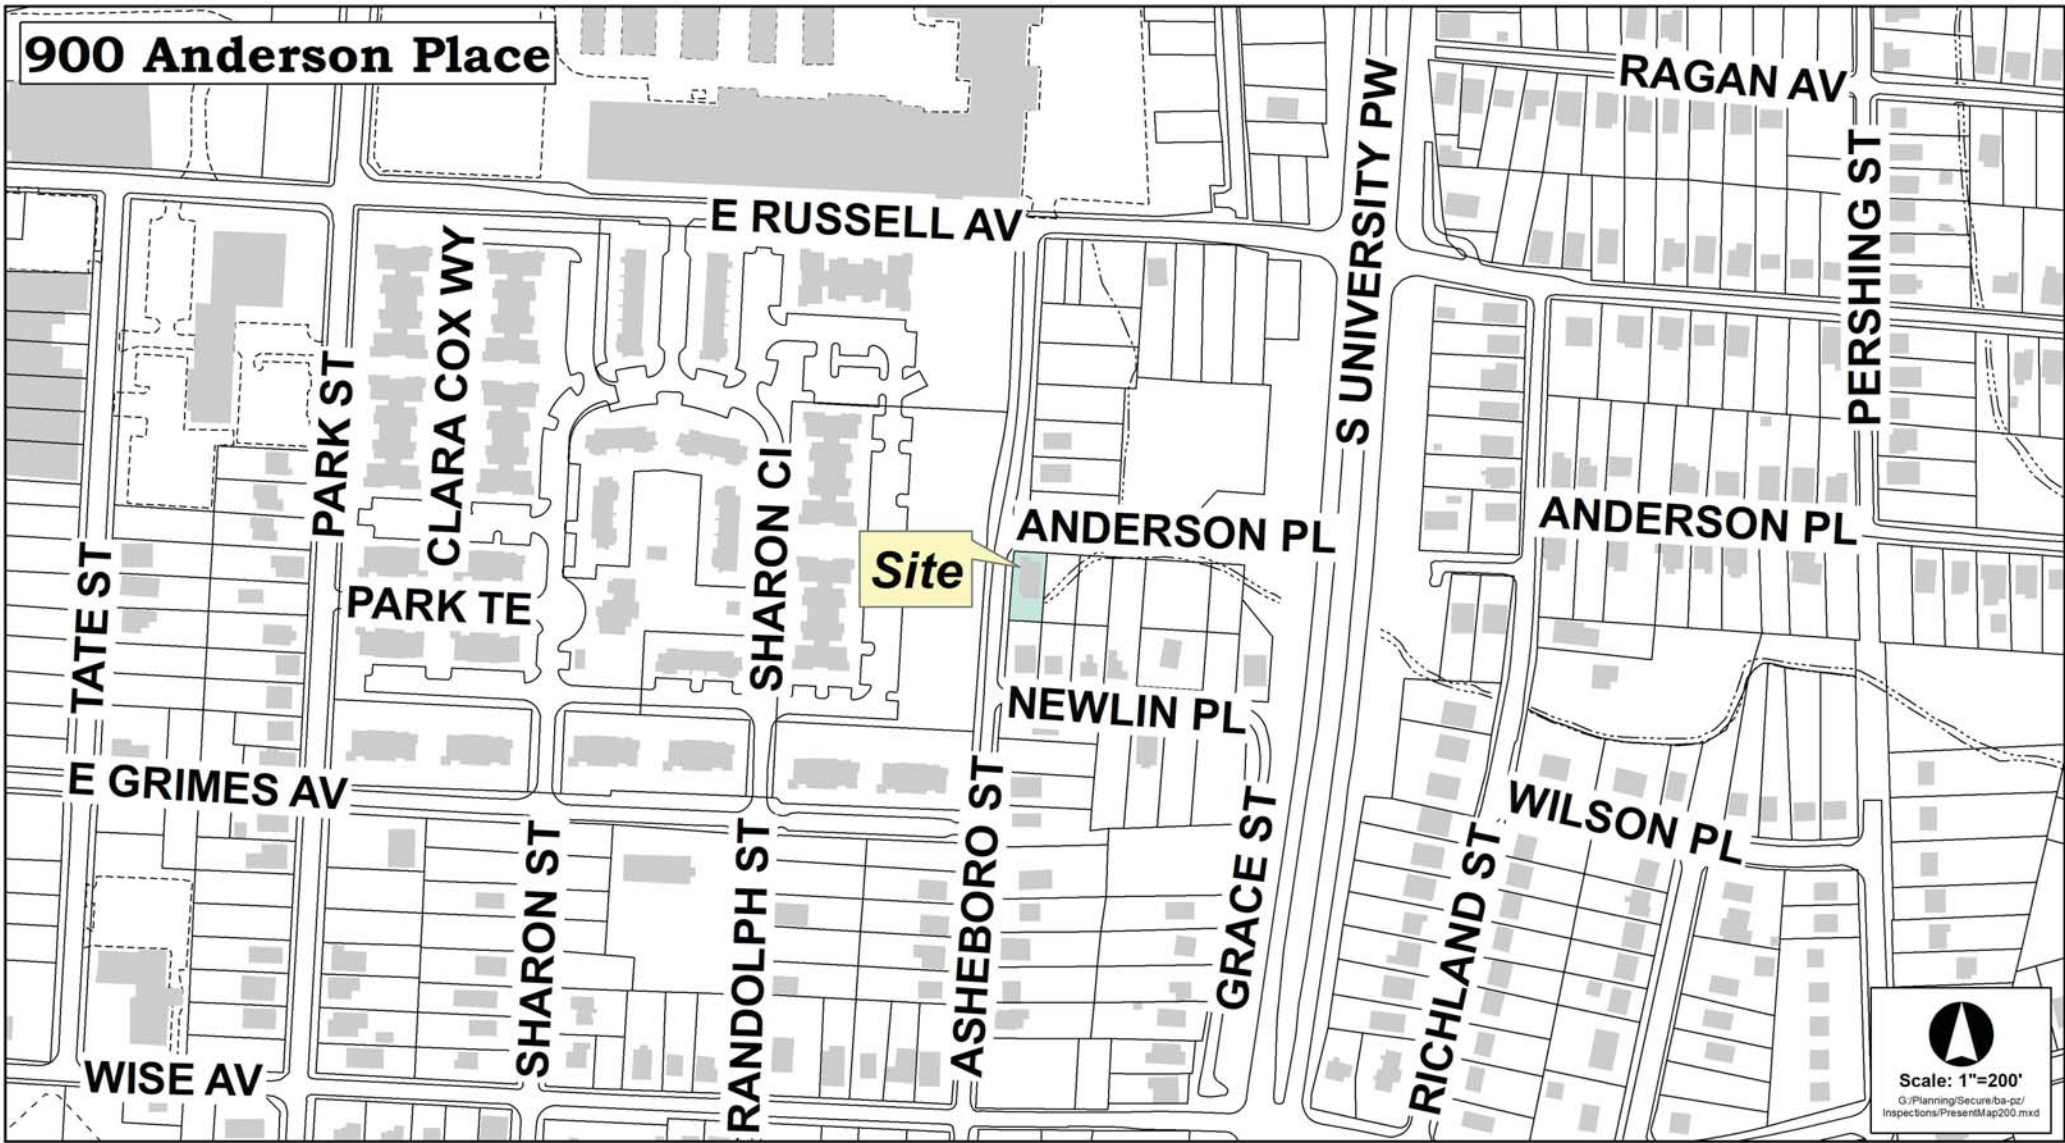 900 Anderson Place
RAGAN AV
S UNIVERSITY PW
PERSHING ST
E RUSSELL AV
CLARA COX WY
PARK ST
SHARON CI
ANDERSON PL
ANDERSON PL
Site
TATE ST
PARK TE
NEWLIN PL
E GRIMES AV
WILSON PL
ASHEBORO ST
GRACE ST
RICHLAND ST
SHARON ST
RANDOLPH ST
WISE AV
Scale: 1"=200'
G:/Planning/Secure/ba-pz/
Inspections/PresentMap200.mxd